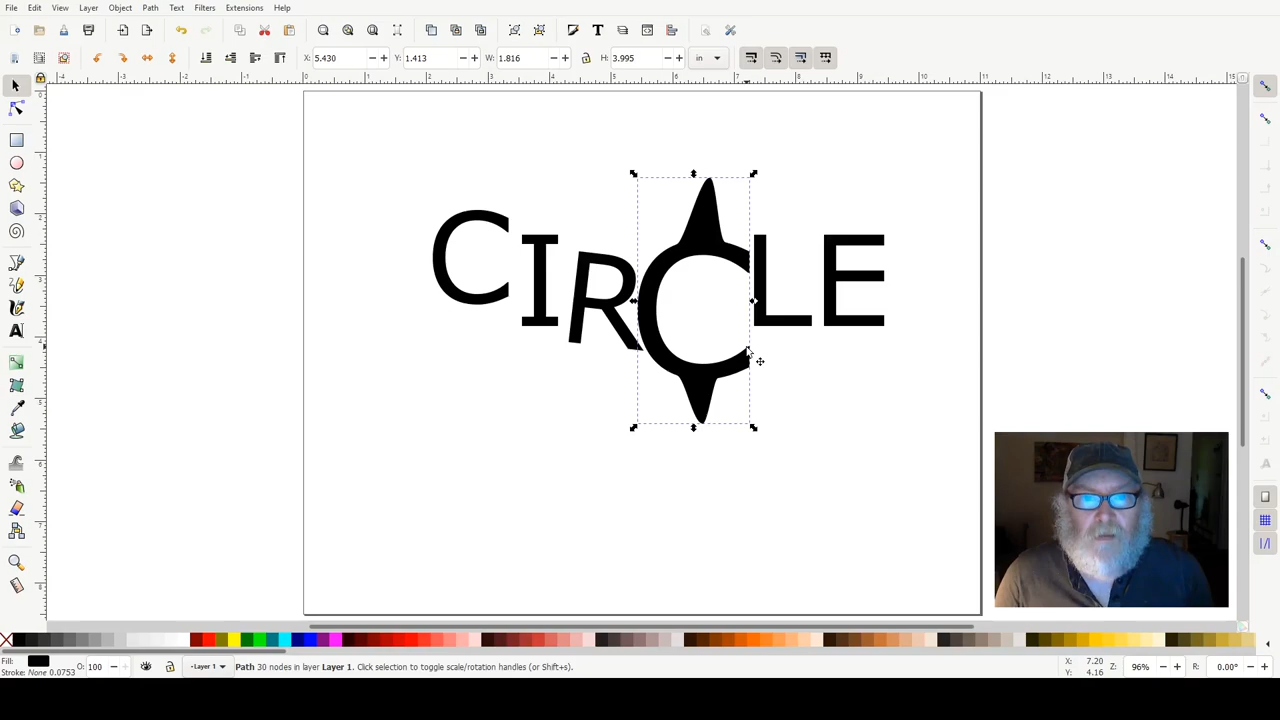 File Edit View Layer Object Path Text Filters Extensions Help
X: 5.430 Y: 1.413 W: 1.816 H: 3.995 in
CIRCLE
Fill:
Stroke: None 0.0753
O: 100
Layer 1
Path 30 nodes in layer Layer 1. Click selection to toggle scale/rotation handles (or Shift+s).
X: 7.20
Y: 4.16
Z: 96%
R: 0.00°